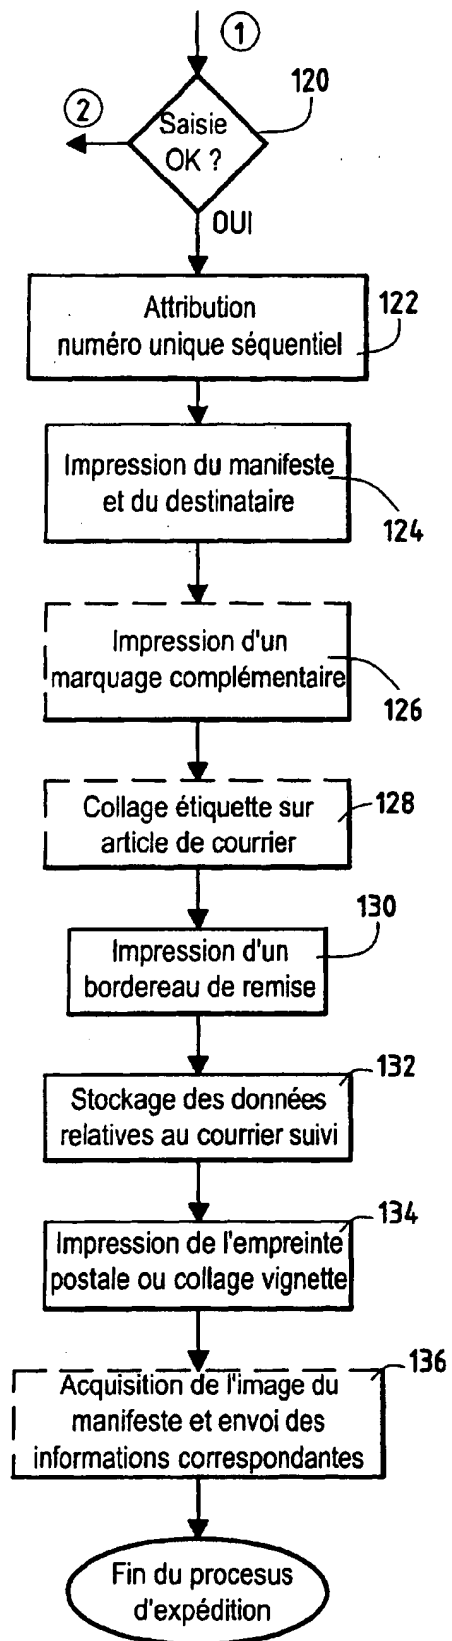 1
120
2
Saisie
OK ?
OUI
Attribution
numéro unique séquentiel
122
Impression du manifeste
et du destinataire
124
Impression d'un
marquage complémentaire
126
Collage étiquette sur
article de courrier
128
130
Impression d'un
bordereau de remise
132
Stockage des données
relatives au courrier suivi
134
Impression de l'empreinte
postale ou collage vignette
136
Acquisition de l'image du
manifeste et envoi des
informations correspondantes
Fin du procesus
d'expédition